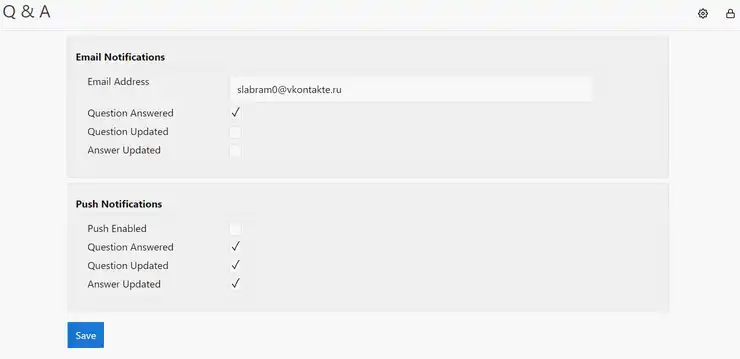 Q & A
Email Notifications
Email Address
slabram0@vkontakte.ru
Question Answered ✓
Question Updated
Answer Updated
Push Notifications
Push Enabled
Question Answered ✓
Question Updated ✓
Answer Updated ✓
Save